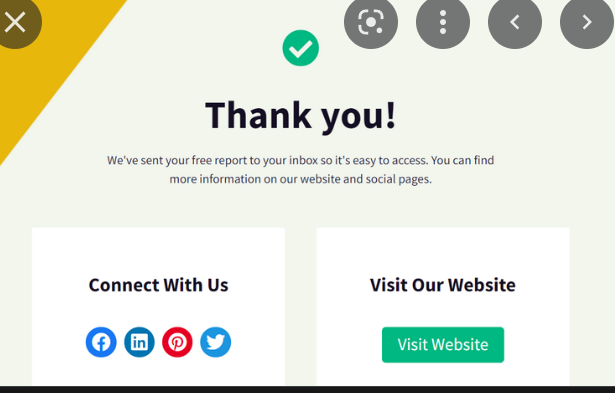 Thank you!
We've sent your free report to your inbox so it's easy to access. You can find
more information on our website and social pages.
Connect With Us
Visit Our Website
Visit Website